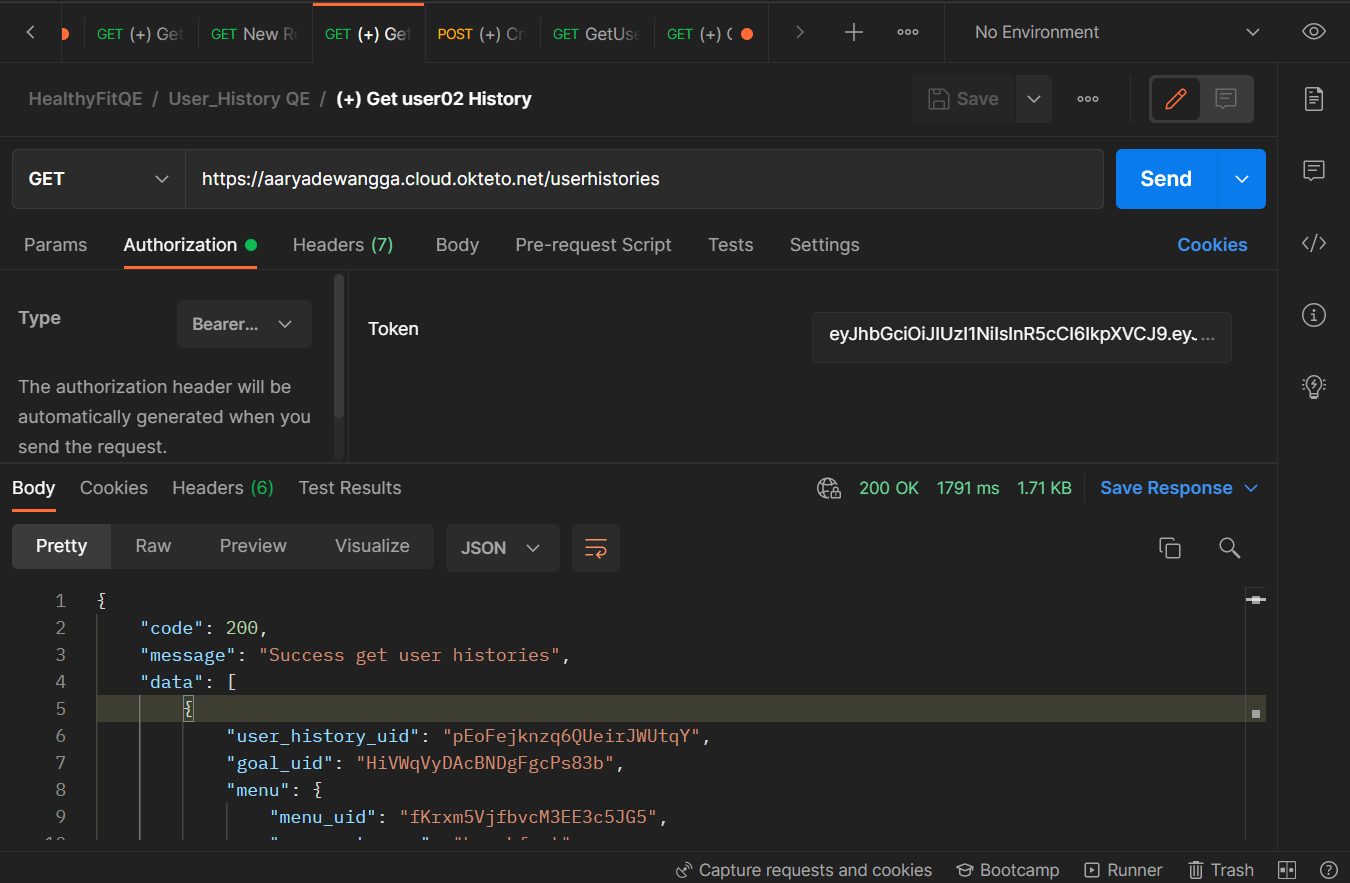 GET (+) Get
GET New Re
GET (+) Get
POST (+) Cr
GET GetUse
GET (+) C
No Environment
HealthyFitQE / User_History QE / (+) Get user02 History
Save
GET https://aaryadewangga.cloud.okteto.net/userhistories Send
Params Authorization Headers (7) Body Pre-request Script Tests Settings Cookies
Type Bearer...
Token eyJhbGciOiJIUzI1NiIsInR5cCI6IkpXVCJ9.eyJ...
The authorization header will be
automatically generated when you
send the request.
Body Cookies Headers (6) Test Results 200 OK 1791 ms 1.71 KB Save Response
Pretty Raw Preview Visualize JSON
1 {
2 "code": 200,
3 "message": "Success get user histories",
4 "data": [
5 {
6 "user_history_uid": "pEoFejknzq6QUeirJWUtqY",
7 "goal_uid": "HiVWqVyDAcBNDgFgcPs83b",
8 "menu": {
9 "menu_uid": "fKrxm5VjfbvcM3EE3c5JG5",
Capture requests and cookies Bootcamp Runner Trash